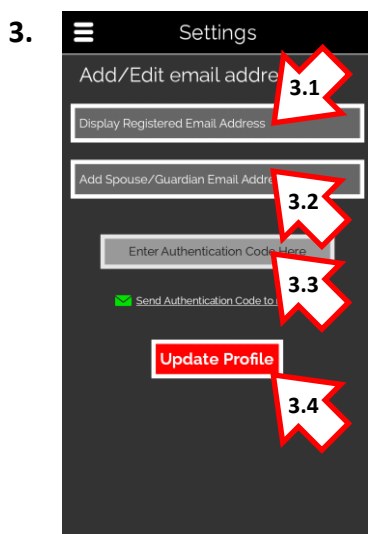 3.
Settings
Add/Edit email addre
3.1
Display Registered Email Address
Add Spouse/Guardian Email Addre
3.2
Enter Authentication Code Here
3.3
Send Authentication Code to
Update Profile
3.4